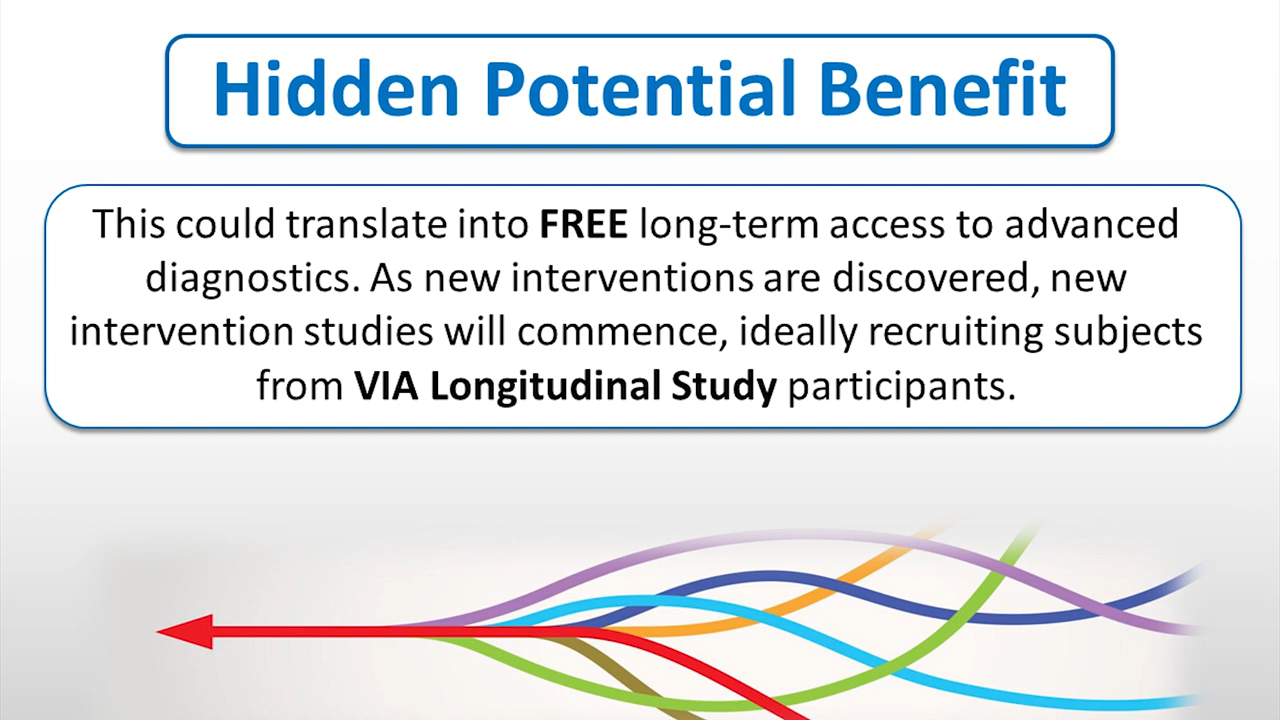 Hidden Potential Benefit
This could translate into FREE long-term access to advanced
diagnostics. As new interventions are discovered, new
intervention studies will commence, ideally recruiting subjects
from VIA Longitudinal Study participants.